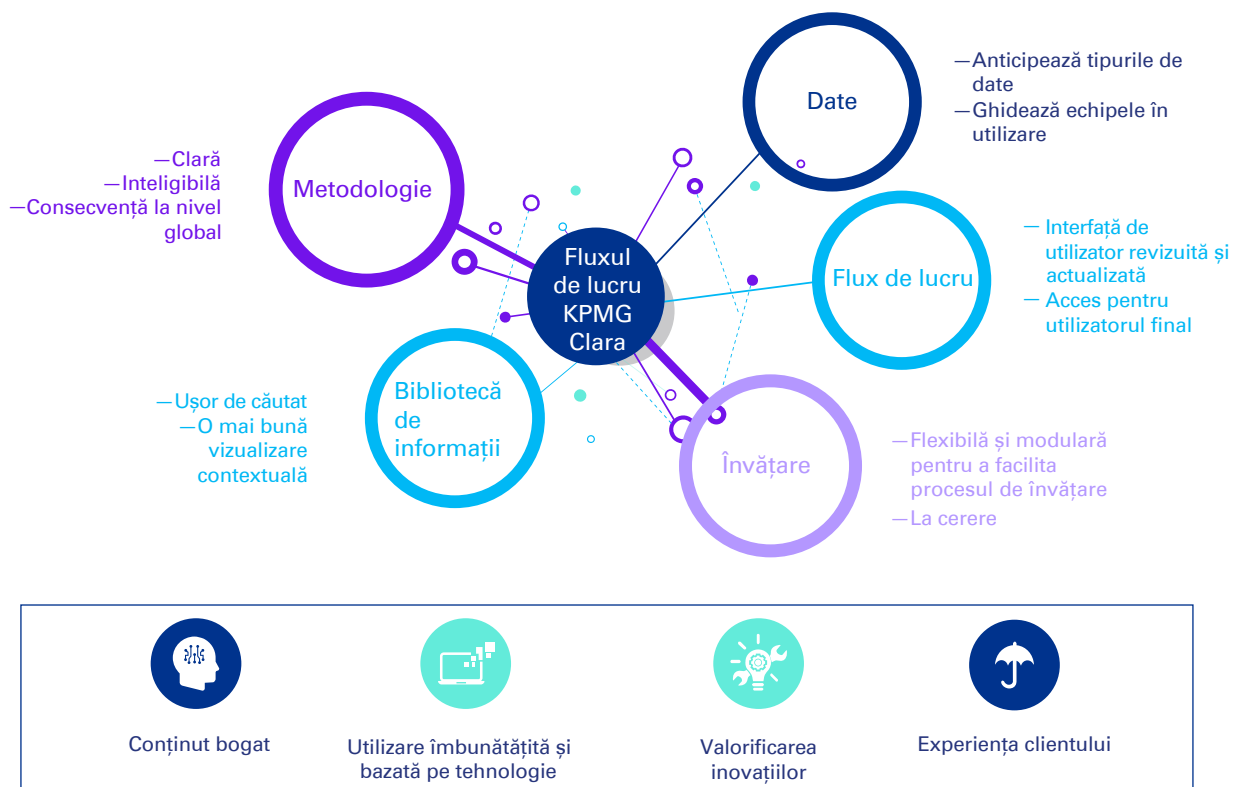 Date
—Anticipează tipurile de
date
—Ghidează echipele în
utilizare
Metodologie
—Clară
—Inteligibilă
—Consecvență la nivel
global
Fluxul
de lucru
KPMG
Clara
Flux de lucru
— Interfață de
utilizator revizuită și
actualizată
— Acces pentru
utilizatorul final
Bibliotecă
de
informații
—Ușor de căutat
—O mai bună
vizualizare
contextuală
Învățare
—Flexibilă și modulară
pentru a facilita
procesul de învățare
—La cerere
Conținut bogat
Utilizare îmbunătățită și
bazată pe tehnologie
Valorificarea
inovațiilor
Experiența clientului